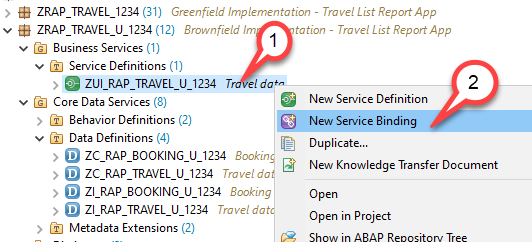 ZRAP_TRAVEL_1234 (31) Greenfield Implementation - Travel List Report App
ZRAP_TRAVEL_U_1234 (12) Brownfield Implementation - Travel List Report App
Business Services (1)
Service Definitions (1)
ZUI_RAP_TRAVEL_U_1234 Travel data
Core Data Services (8)
Behavior Definitions (2)
Data Definitions (4)
ZC_RAP_BOOKING_U_1234 Booking
ZC_RAP_TRAVEL_U_1234 Travel data
ZI_RAP_BOOKING_U_1234 Booking
ZI_RAP_TRAVEL_U_1234 Travel data
Metadata Extensions (2)
1
2
New Service Definition
New Service Binding
Duplicate...
New Knowledge Transfer Document
Open
Open in Project
Show in ABAP Repository Tree